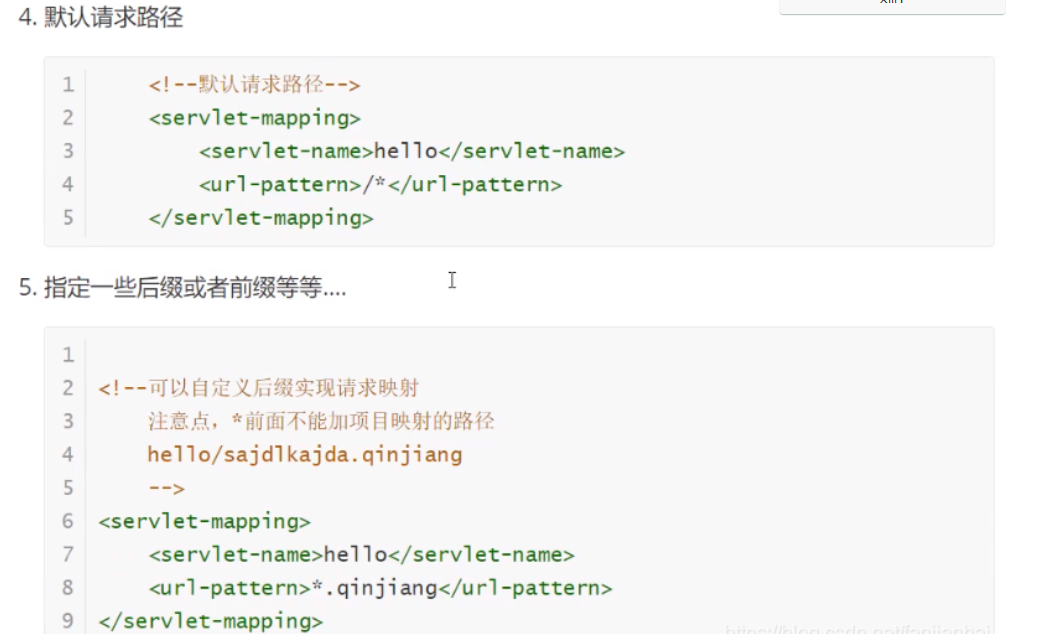 4. 默认请求路径
1 <!--默认请求路径-->
2 <servlet-mapping>
3 <servlet-name>hello</servlet-name>
4 <url-pattern>/*</url-pattern>
5 </servlet-mapping>
5. 指定一些后缀或者前缀等等....
1
2 <!--可以自定义后缀实现请求映射
3 注意点，*前面不能加项目映射的路径
4 hello/sajdlkajda.qinjiang
5 -->
6 <servlet-mapping>
7 <servlet-name>hello</servlet-name>
8 <url-pattern>*.qinjiang</url-pattern>
9 </servlet-mapping>